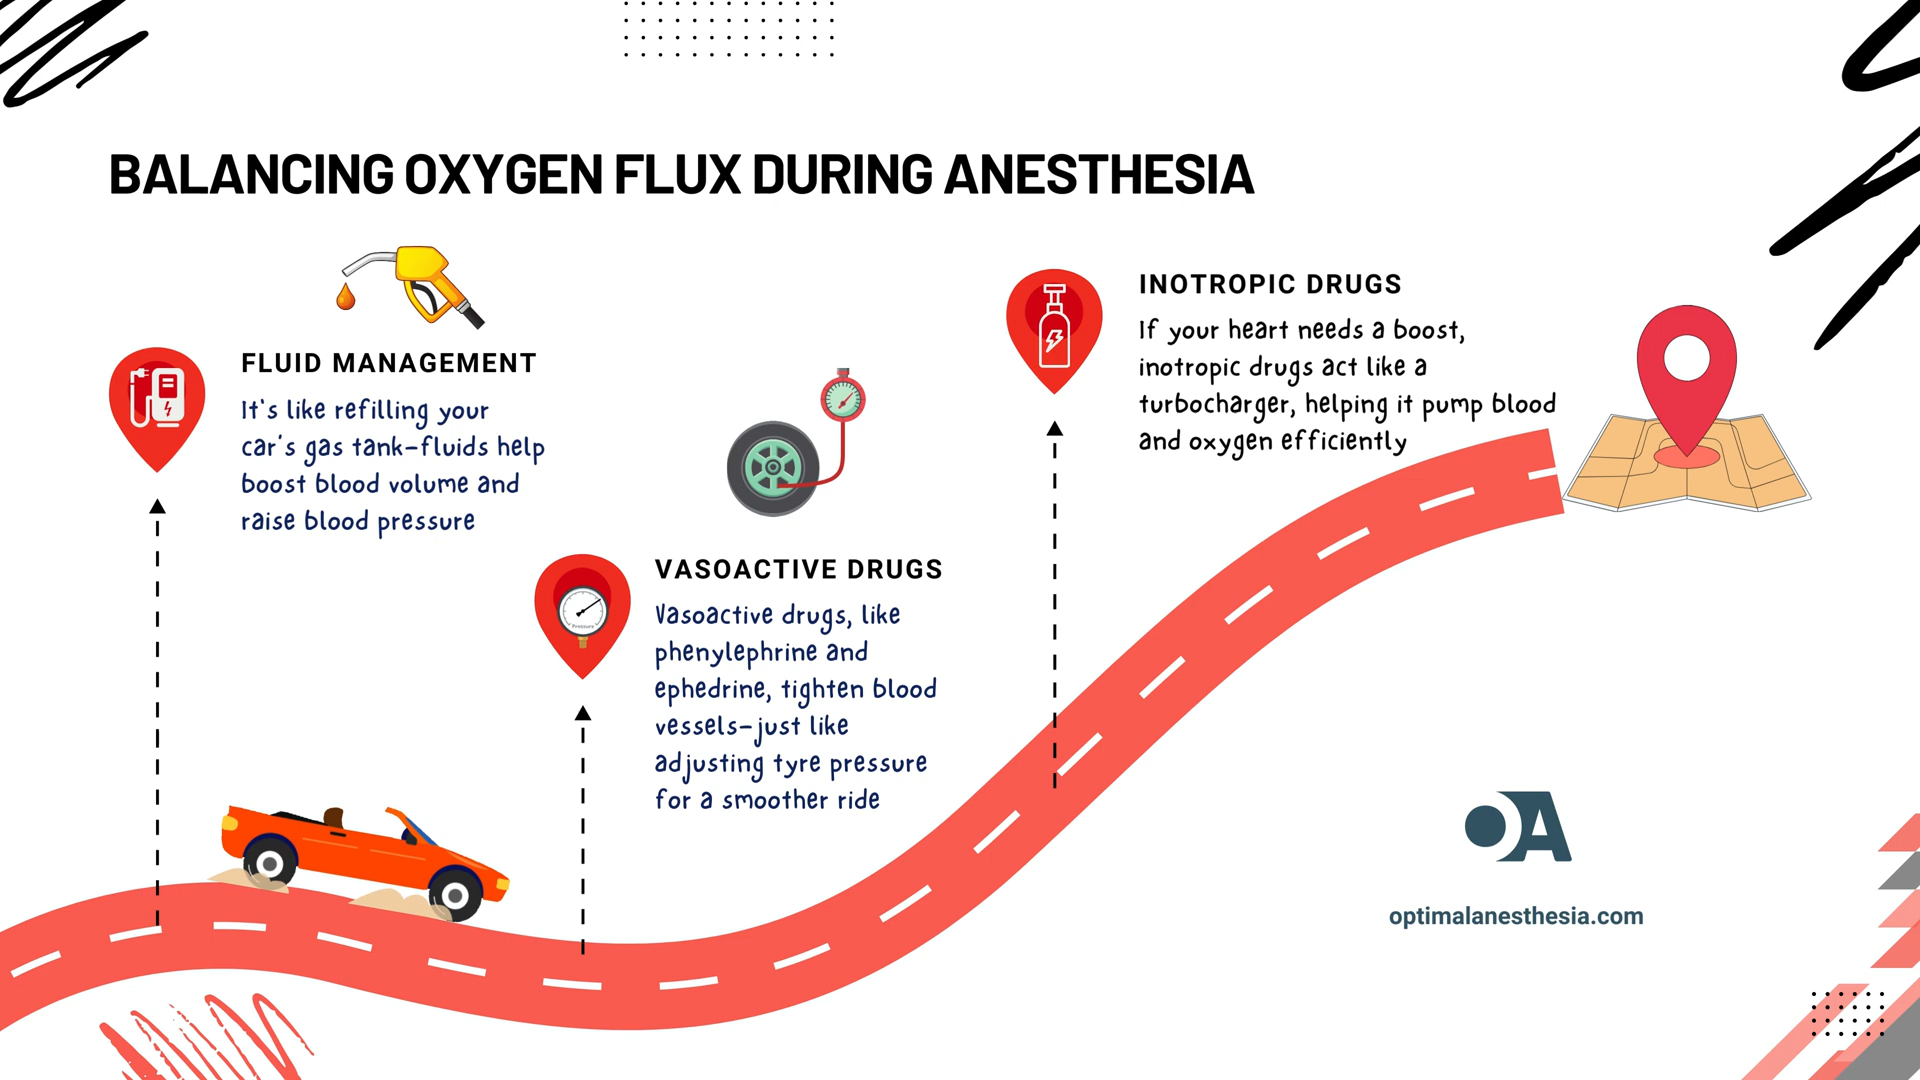 BALANCING OXYGEN FLUX DURING ANESTHESIA
FLUID MANAGEMENT
It's like refilling your
car's gas tank—fluids help
boost blood volume and
raise blood pressure
VASOACTIVE DRUGS
Vasoactive drugs, like
phenylephrine and
ephedrine, tighten blood
vessels—just like
adjusting tyre pressure
for a smoother ride
INOTROPIC DRUGS
If your heart needs a boost,
inotropic drugs act like a
turbocharger, helping it pump blood
and oxygen efficiently
Pressure
OA
optimalanesthesia.com